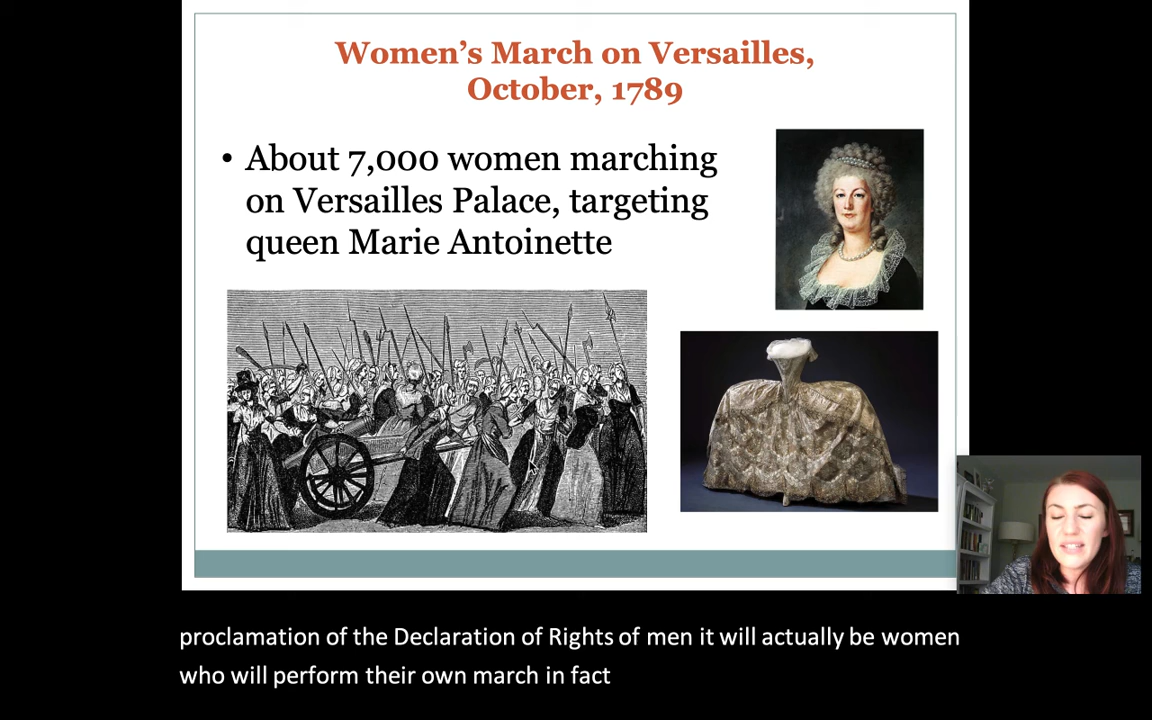 Women's March on Versailles,
October, 1789
• About 7,000 women marching
on Versailles Palace, targeting
queen Marie Antoinette
proclamation of the Declaration of Rights of men it will actually be women
who will perform their own march in fact